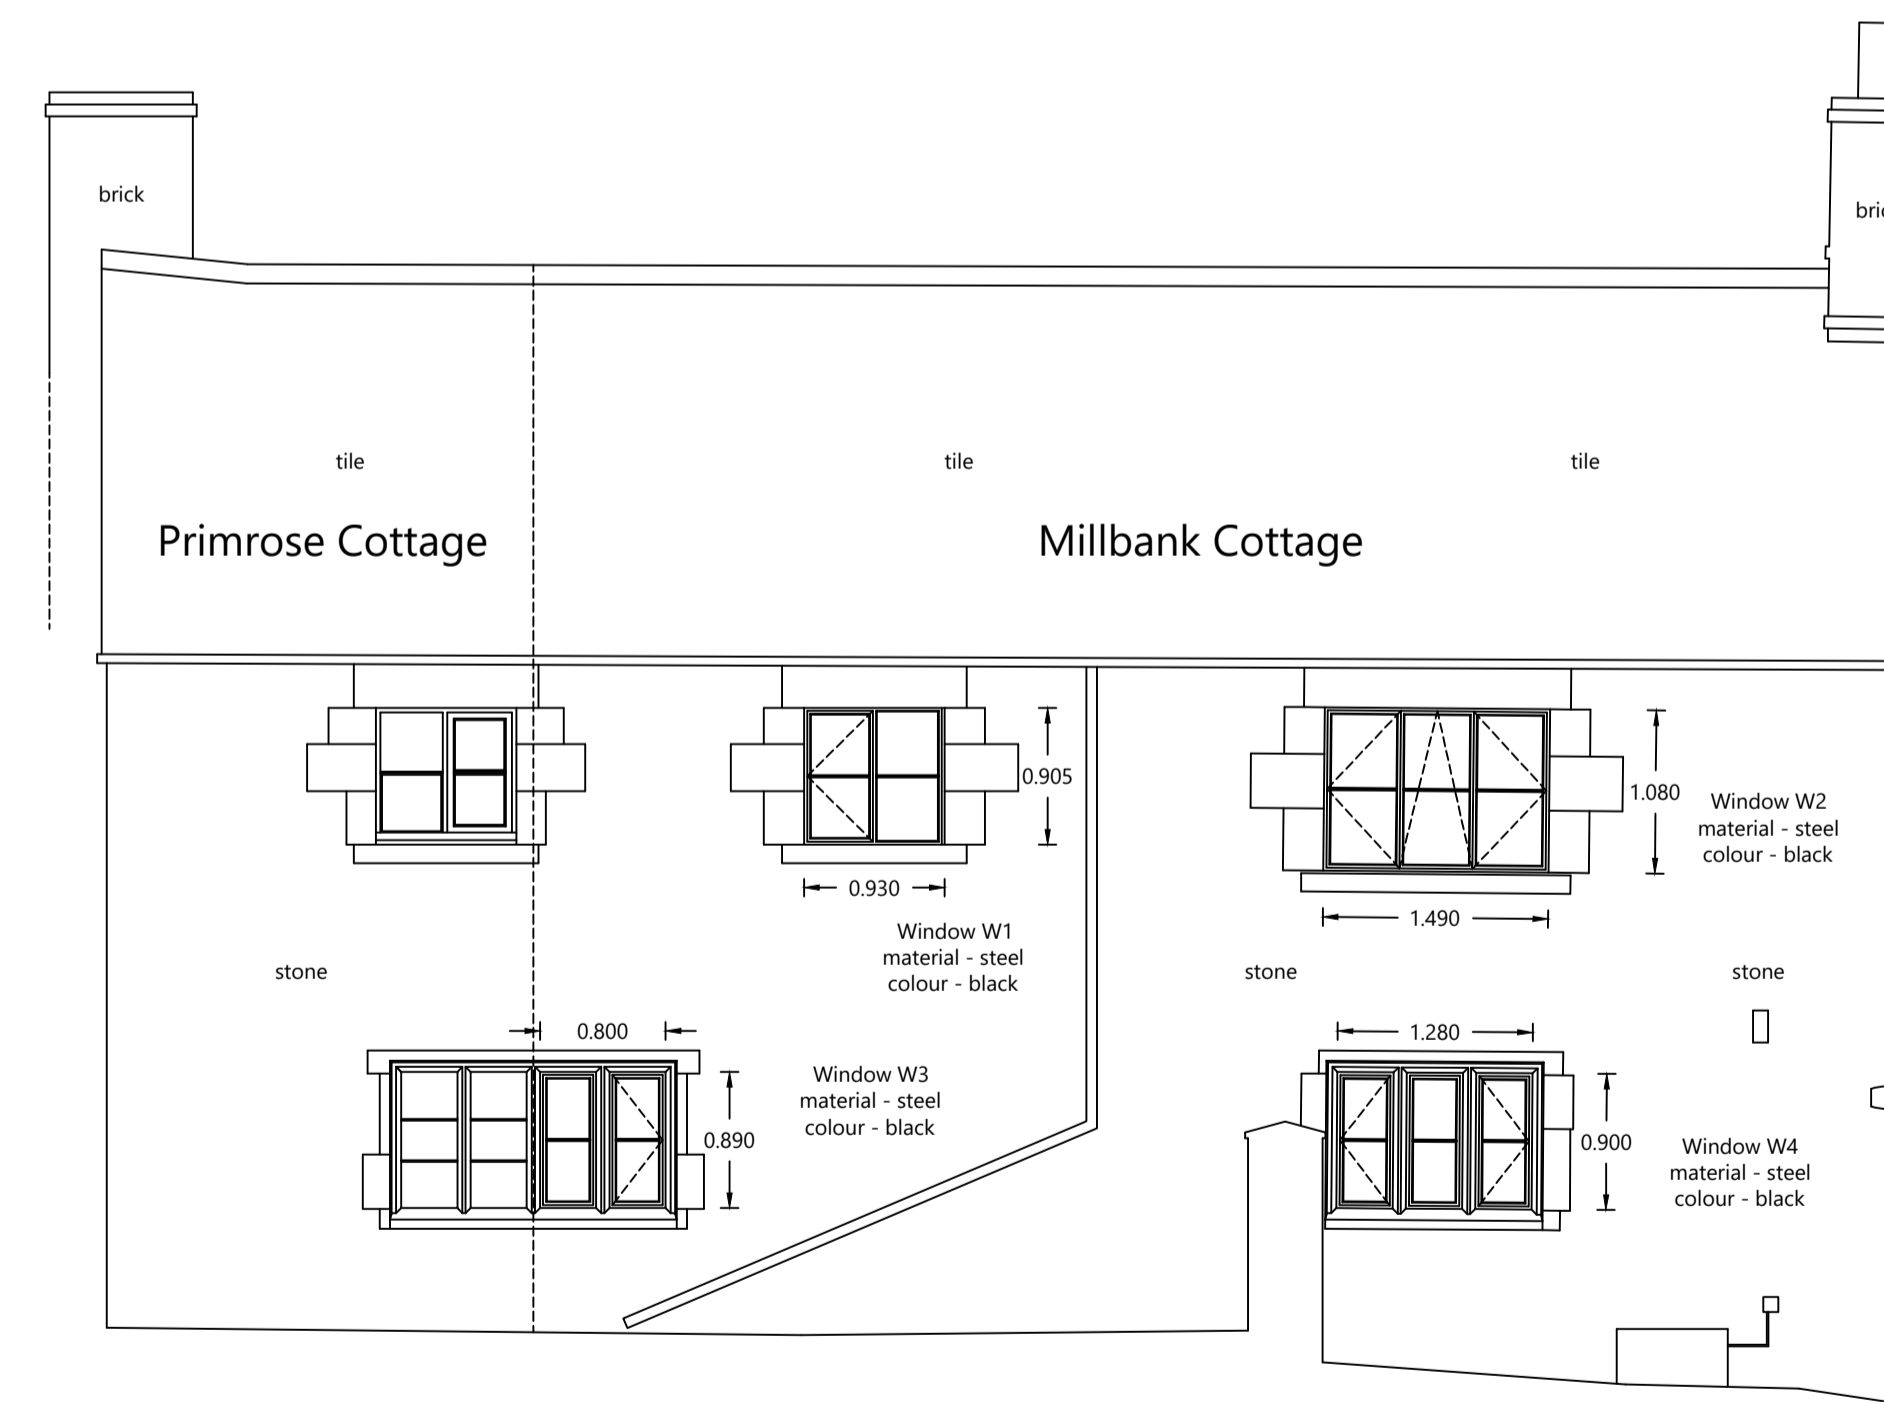 brick
bric
tile
tile
tile
Primrose Cottage
Millbank Cottage
0.905
1.080
Window W2
material - steel
colour - black
0.930
1.490
Window W1
material - steel
colour - black
stone
stone
stone
0.800
1.280
Window W3
material - steel
colour - black
0.890
0.900
Window W4
material - steel
colour - black